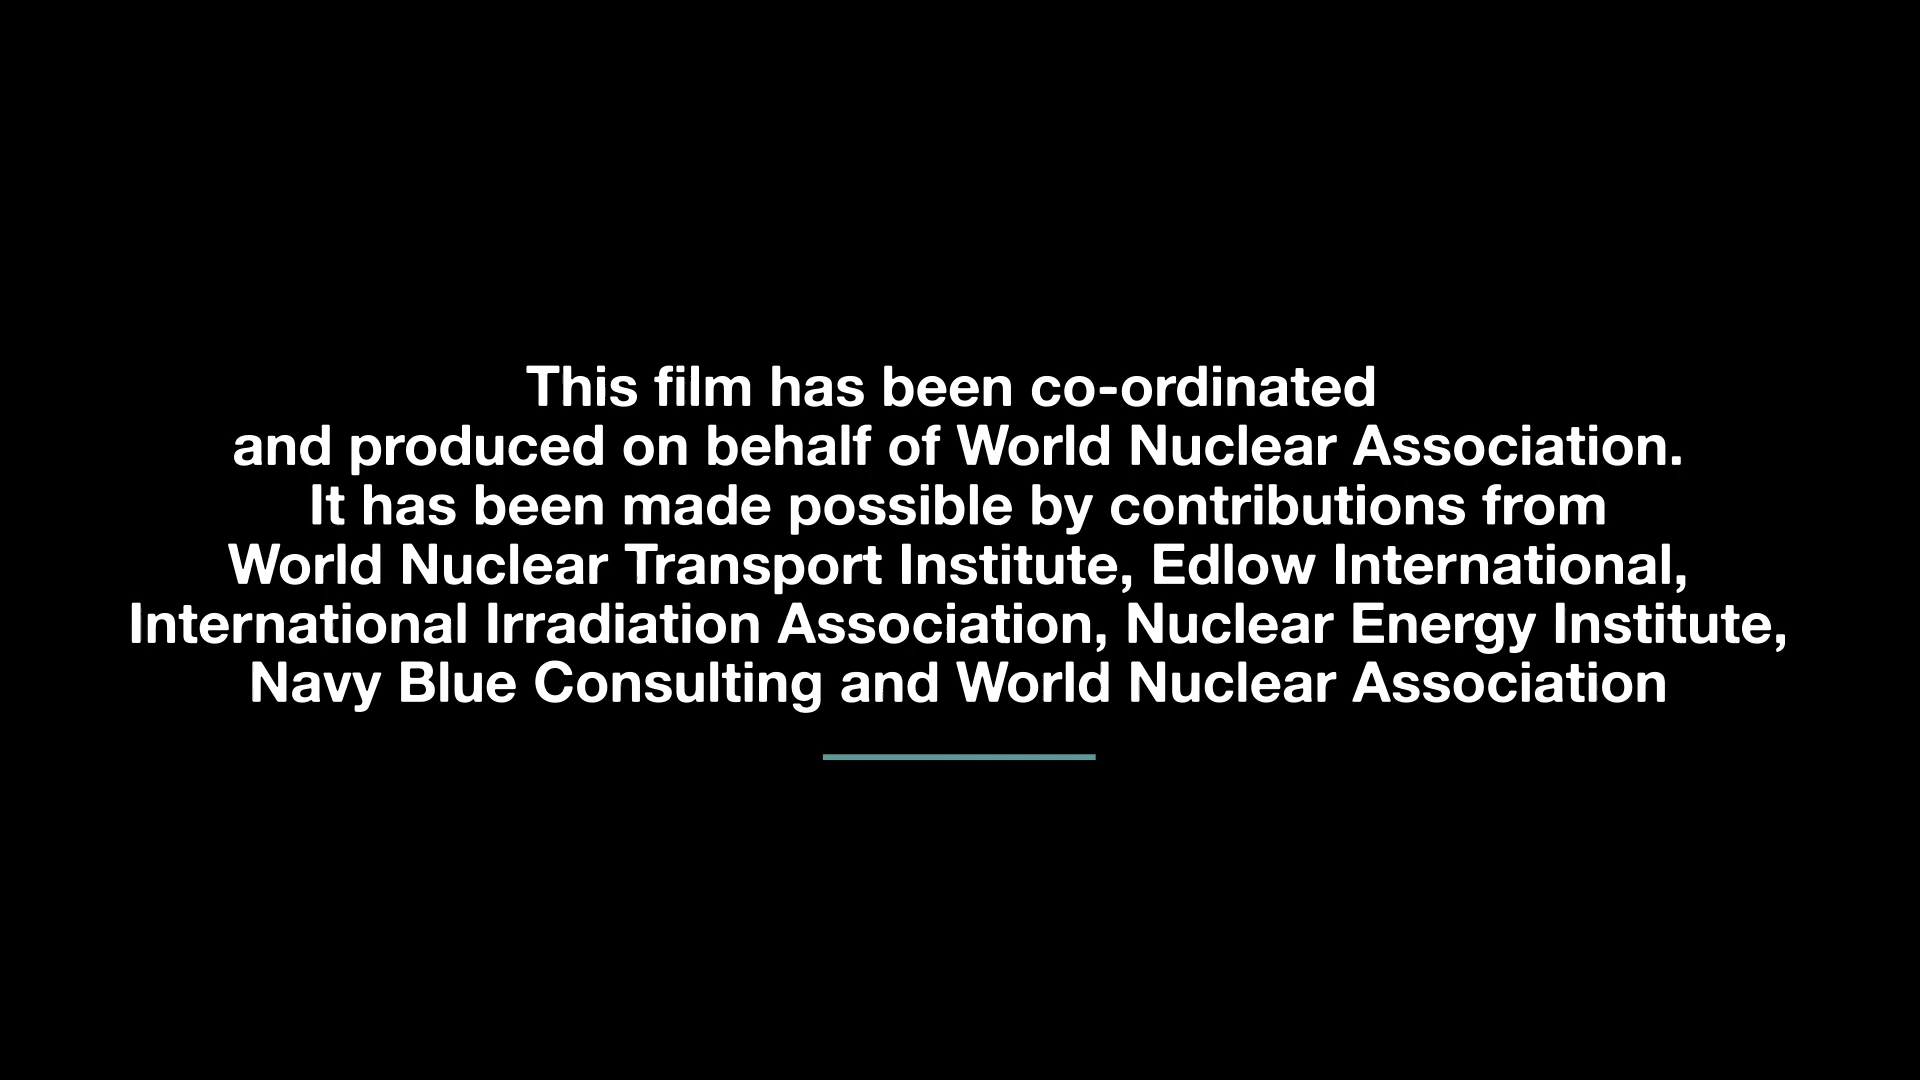 This film has been co-ordinated
and produced on behalf of World Nuclear Association.
It has been made possible by contributions from
World Nuclear Transport Institute, Edlow International,
International Irradiation Association, Nuclear Energy Institute,
Navy Blue Consulting and World Nuclear Association